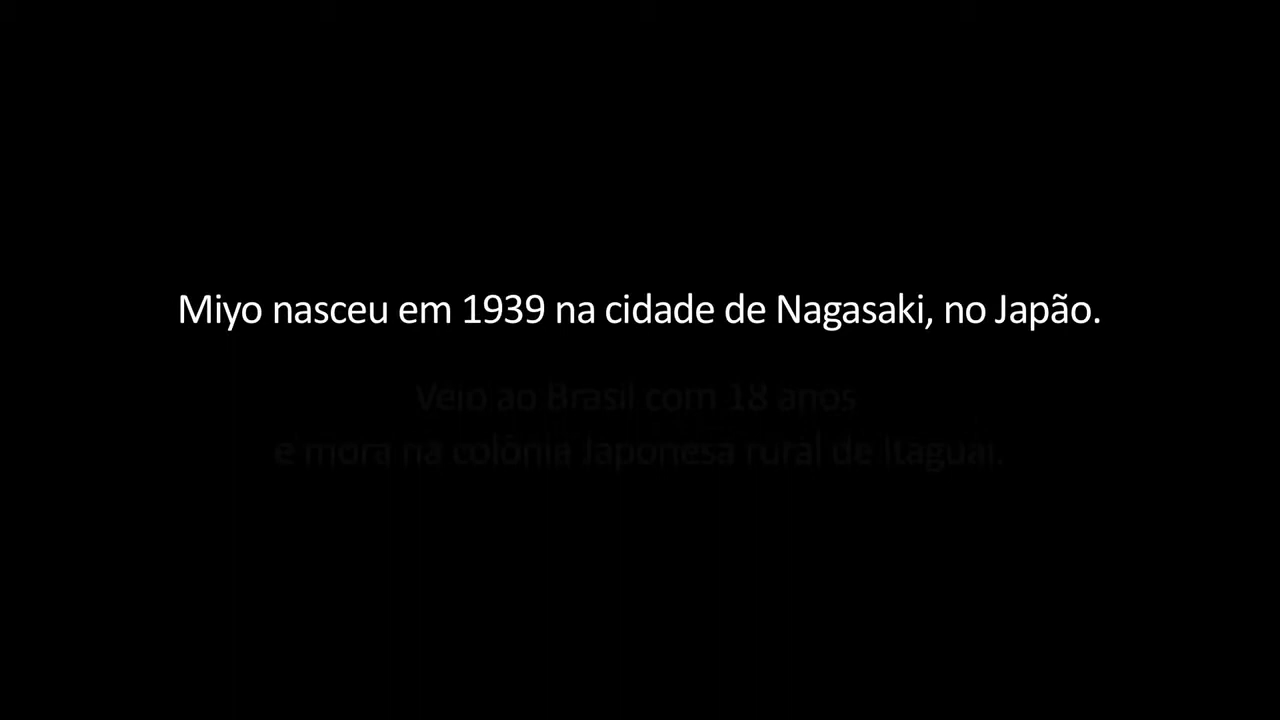 Miyo nasceu em 1939 na cidade de Nagasaki, no Japão.
Veio ao Brasil com 18 anos
e mora na colônia Japonesa rural de Itaguaí.